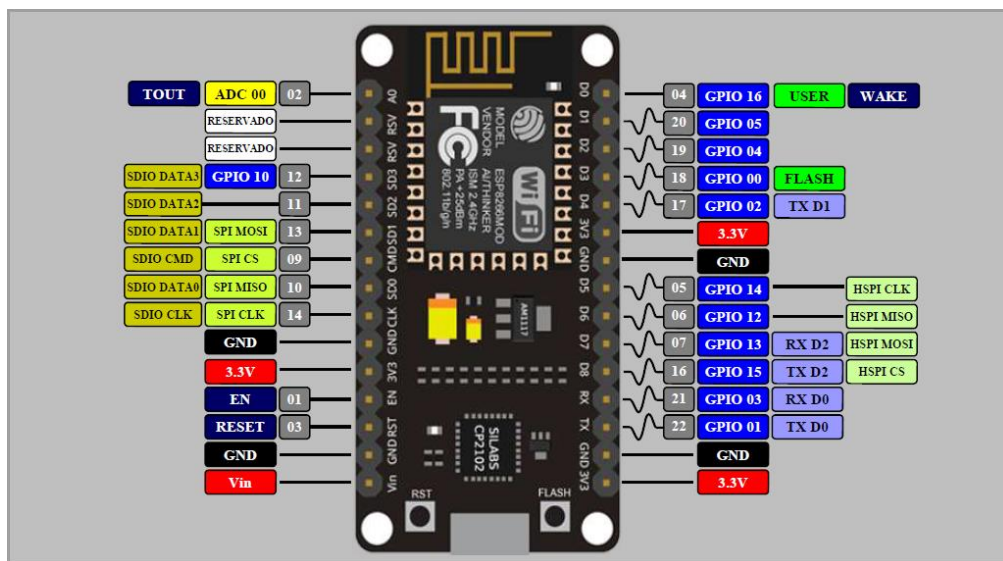 TOUT ADC 00 02 A0
RESERVADO RSV
RESERVADO RSV
SDIO DATA3 GPIO 10 12 SD3
SDIO DATA2 11 SD2
SDIO DATA1 SPI MOSI 13 SD1
SDIO CMD SPI CS 09 CMD
SDIO DATA0 SPI MISO 10 SD0
SDIO CLK SPI CLK 14 CLK
GND GND
3.3V 3V3
EN 01 EN
RESET 03 RST
GND GND
Vin Vin
MODEL ESP8266MOD
VENDOR AI/THINKER
ISM 2.4GHz
PA +25dBm
802.11b/g/n
FC
WiFi
AM1117
SILABS
CP2102
RST
FLASH
D0 04 GPIO 16 USER WAKE
D1 20 GPIO 05
D2 19 GPIO 04
D3 18 GPIO 00 FLASH
D4 17 GPIO 02 TX D1
3V3 3.3V
GND GND
D5 05 GPIO 14 HSPI CLK
D6 06 GPIO 12 HSPI MISO
D7 07 GPIO 13 RX D2 HSPI MOSI
D8 16 GPIO 15 TX D2 HSPI CS
RX 21 GPIO 03 RX D0
TX 22 GPIO 01 TX D0
GND GND
3V3 3.3V